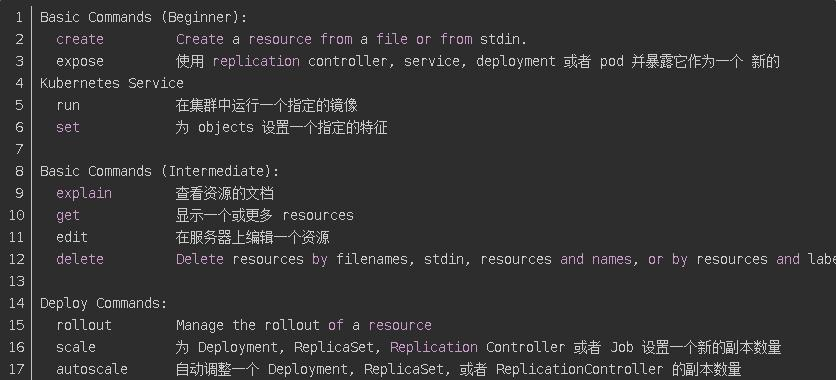 1 Basic Commands (Beginner):
2 create Create a resource from a file or from stdin.
3 expose 使用 replication controller, service, deployment 或者 pod 并暴露它作为一个 新的
4 Kubernetes Service
5 run 在集群中运行一个指定的镜像
6 set 为 objects 设置一个指定的特征
7
8 Basic Commands (Intermediate):
9 explain 查看资源的文档
10 get 显示一个或更多 resources
11 edit 在服务器上编辑一个资源
12 delete Delete resources by filenames, stdin, resources and names, or by resources and
13
14 Deploy Commands:
15 rollout Manage the rollout of a resource
16 scale 为 Deployment, ReplicaSet, Replication Controller 或者 Job 设置一个新的副本数量
17 autoscale 自动调整一个 Deployment, ReplicaSet, 或者 ReplicationController 的副本数量